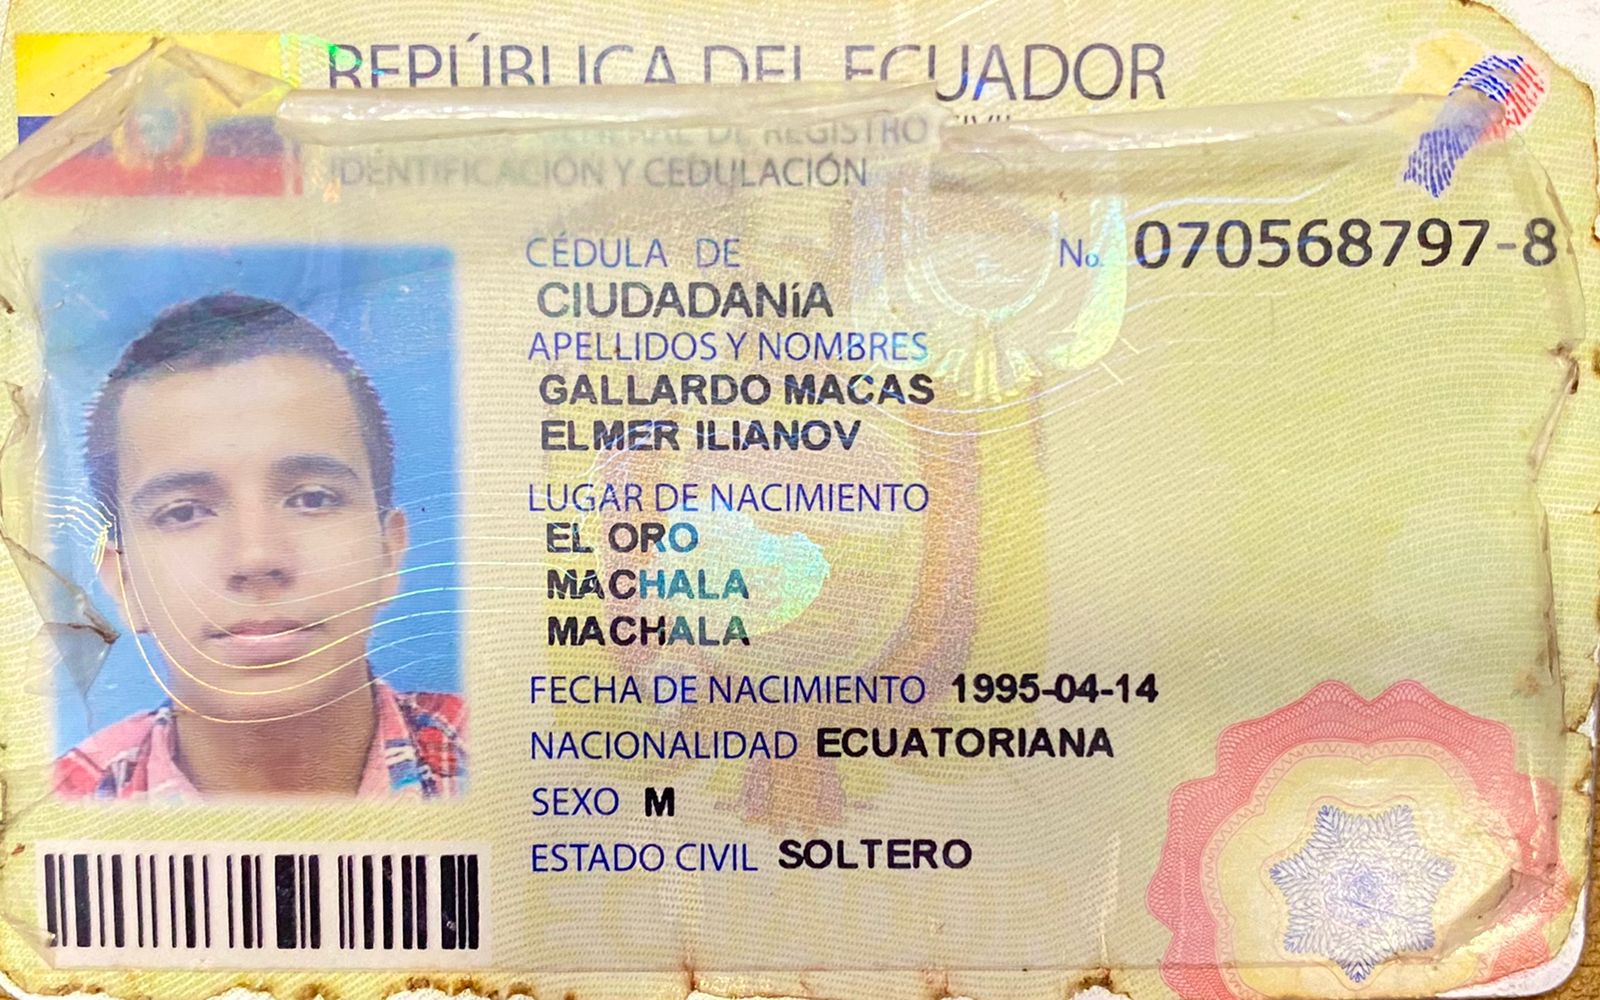 REPÚBLICA DEL ECUADOR
GENERAL DE REGISTRO CIVIL
IDENTIFICACIÓN Y CEDULACIÓN
CÉDULA DE
CIUDADANíA
No. 070568797-8
APELLIDOS Y NOMBRES
GALLARDO MACAS
ELMER ILIANOV
LUGAR DE NACIMIENTO
EL ORO
MACHALA
MACHALA
FECHA DE NACIMIENTO 1995-04-14
NACIONALIDAD ECUATORIANA
SEXO M
ESTADO CIVIL SOLTERO